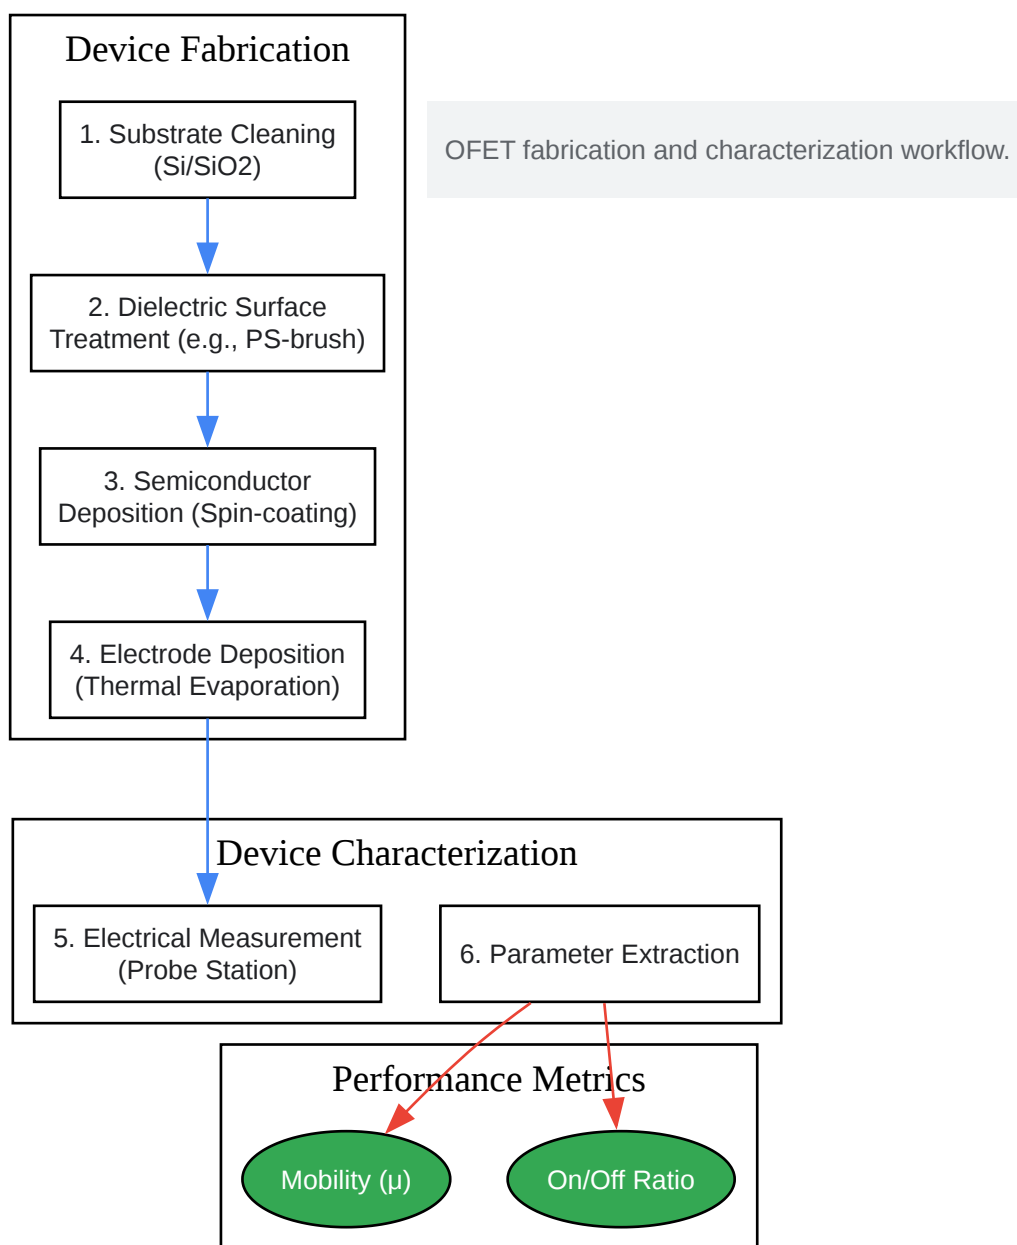 Device Fabrication
1. Substrate Cleaning
(Si/SiO2)
OFET fabrication and characterization workflow.
2. Dielectric Surface
Treatment (e.g., PS-brush)
3. Semiconductor
Deposition (Spin-coating)
4. Electrode Deposition
(Thermal Evaporation)
Device Characterization
5. Electrical Measurement
(Probe Station)
6. Parameter Extraction
Performance Metrics
Mobility (μ)
On/Off Ratio